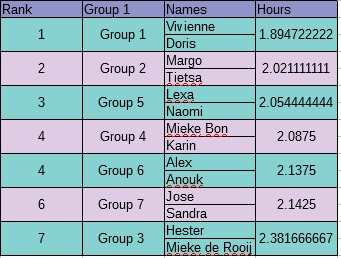 Rank Group 1 Names Hours
1 Group 1 Vivienne 1.894722222
Doris
2 Group 2 Margo 2.021111111
Tietsa
3 Group 5 Lexa 2.054444444
Naomi
4 Group 4 Mieke Bon 2.0875
Karin
4 Group 6 Alex 2.1375
Anouk
6 Group 7 Jose 2.1425
Sandra
7 Group 3 Hester 2.381666667
Mieke de Rooij